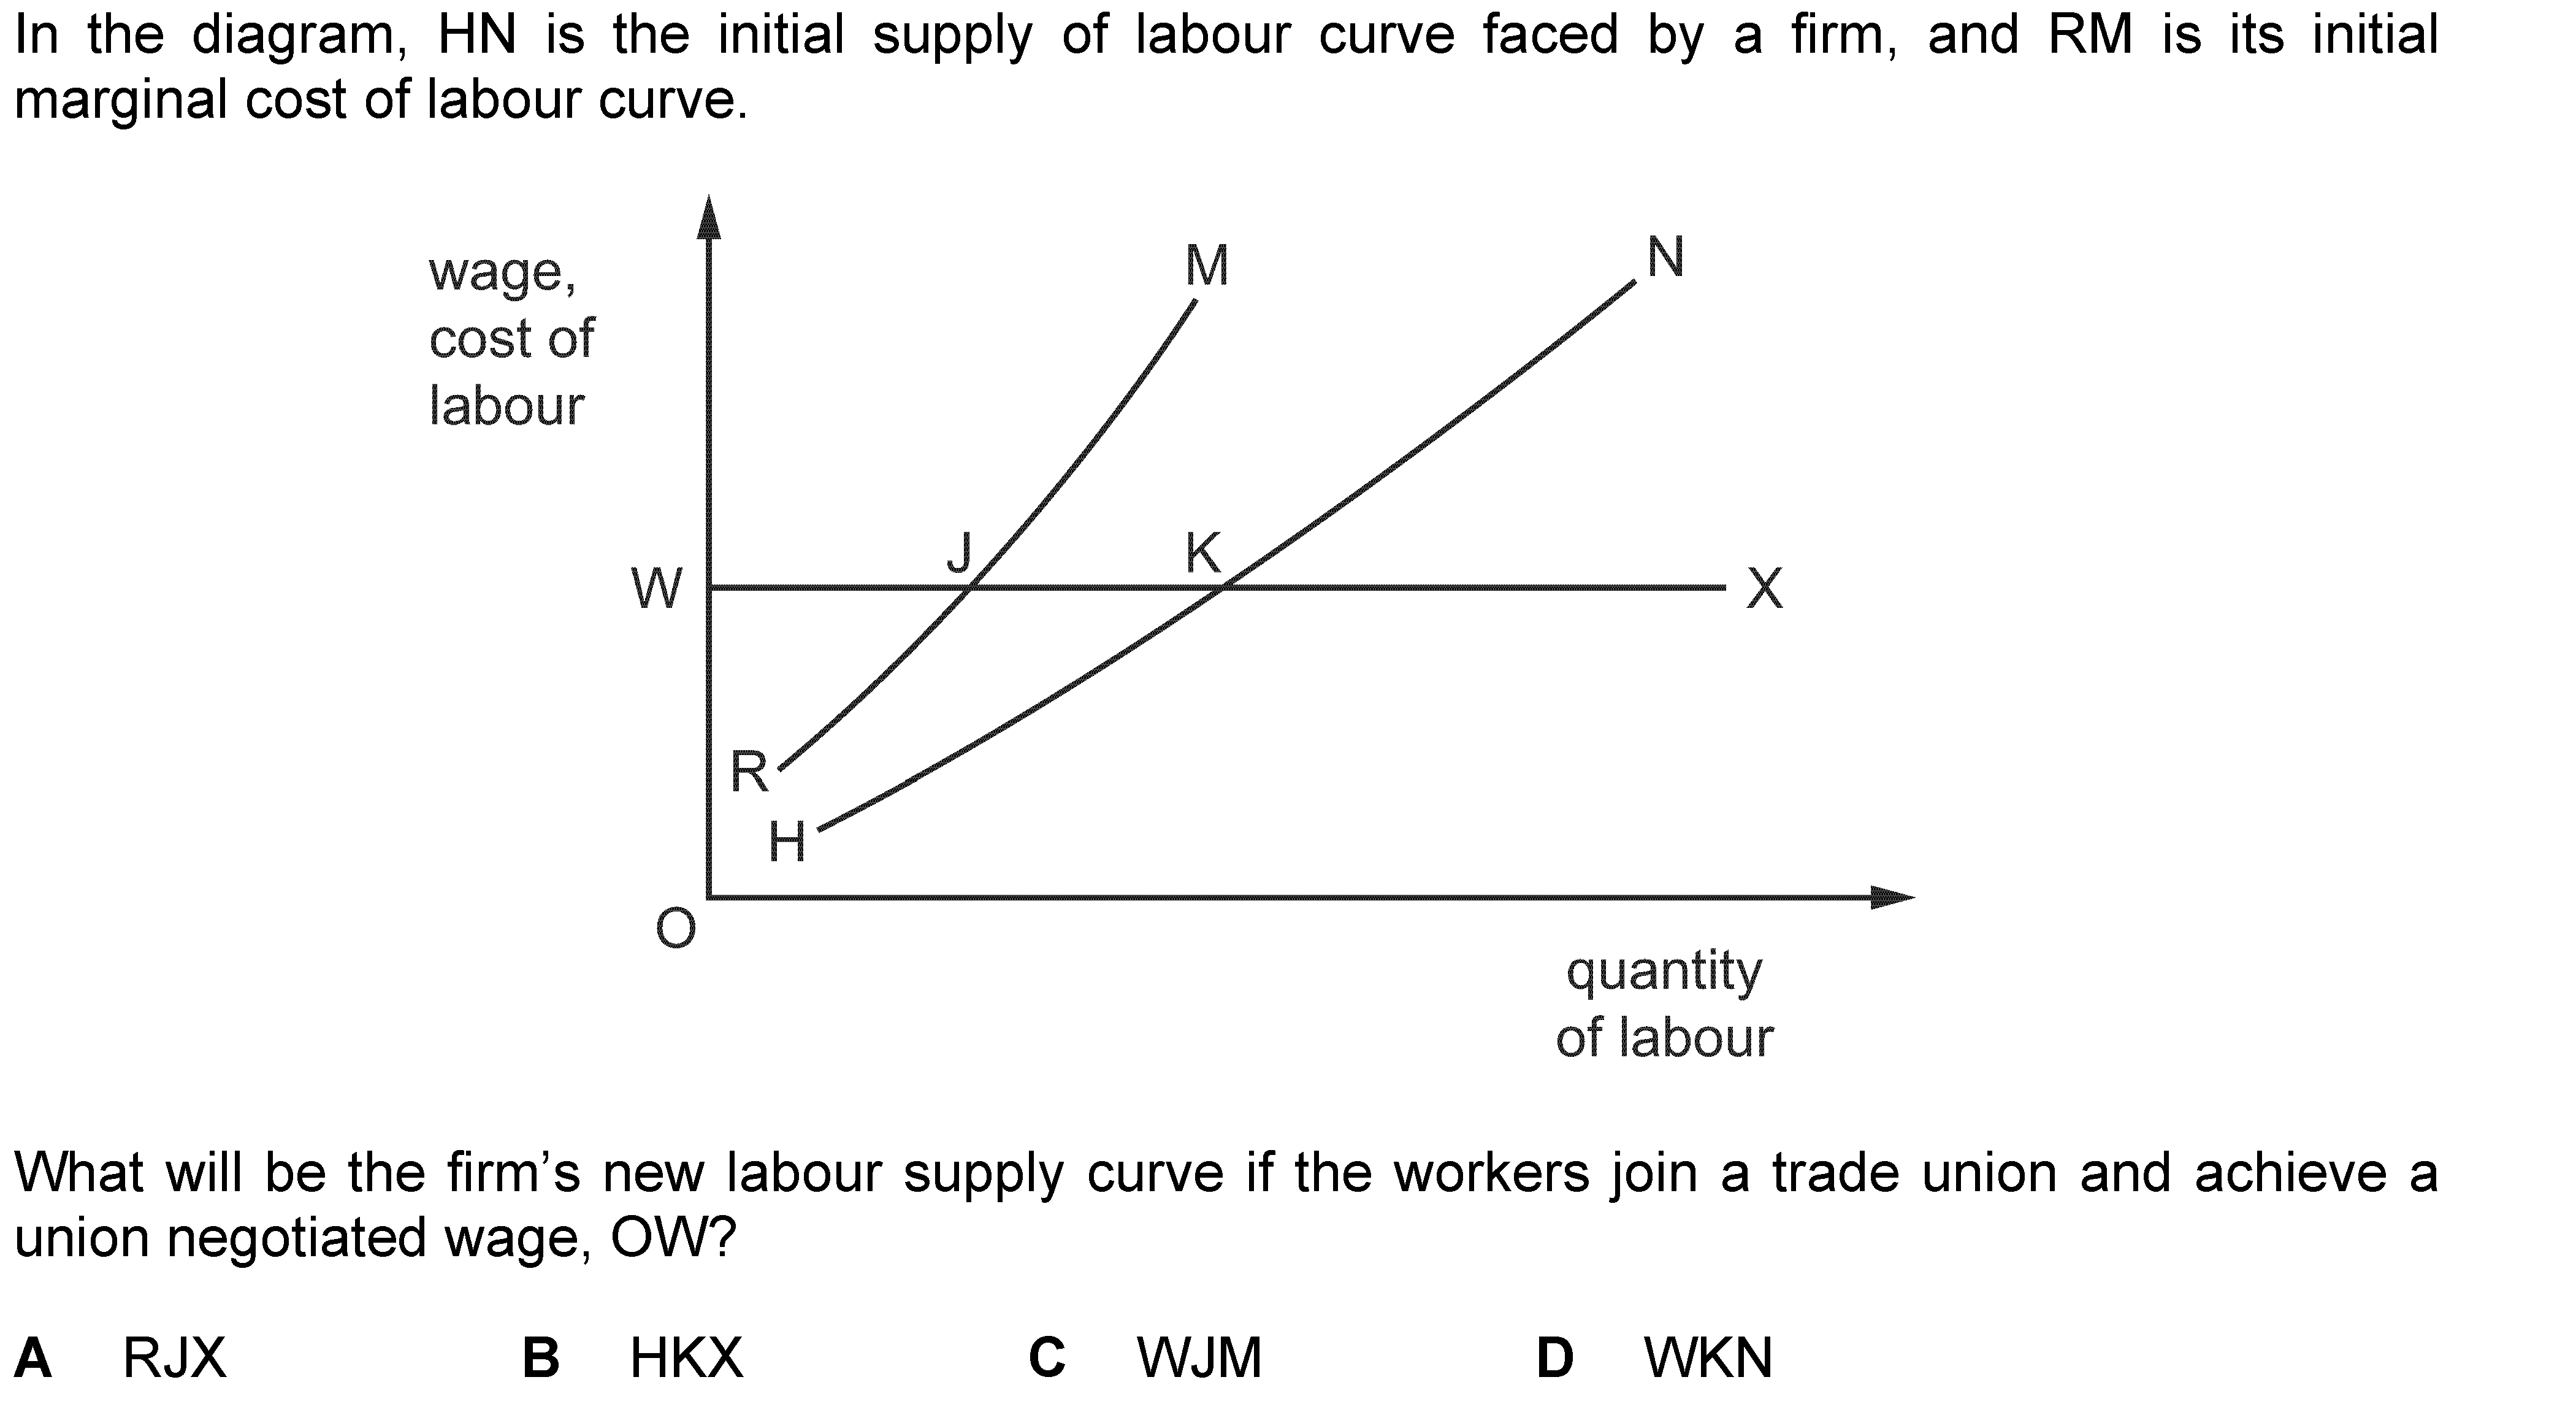 In the diagram, HN is the initial supply of labour curve faced by a firm, and RM is its initial
marginal cost of labour curve.
wage,
cost of
labour
M
N
J
K
W
X
R
H
O
quantity
of labour
What will be the firm’s new labour supply curve if the workers join a trade union and achieve a
union negotiated wage, OW?
A RJX B HKX C WJM D WKN